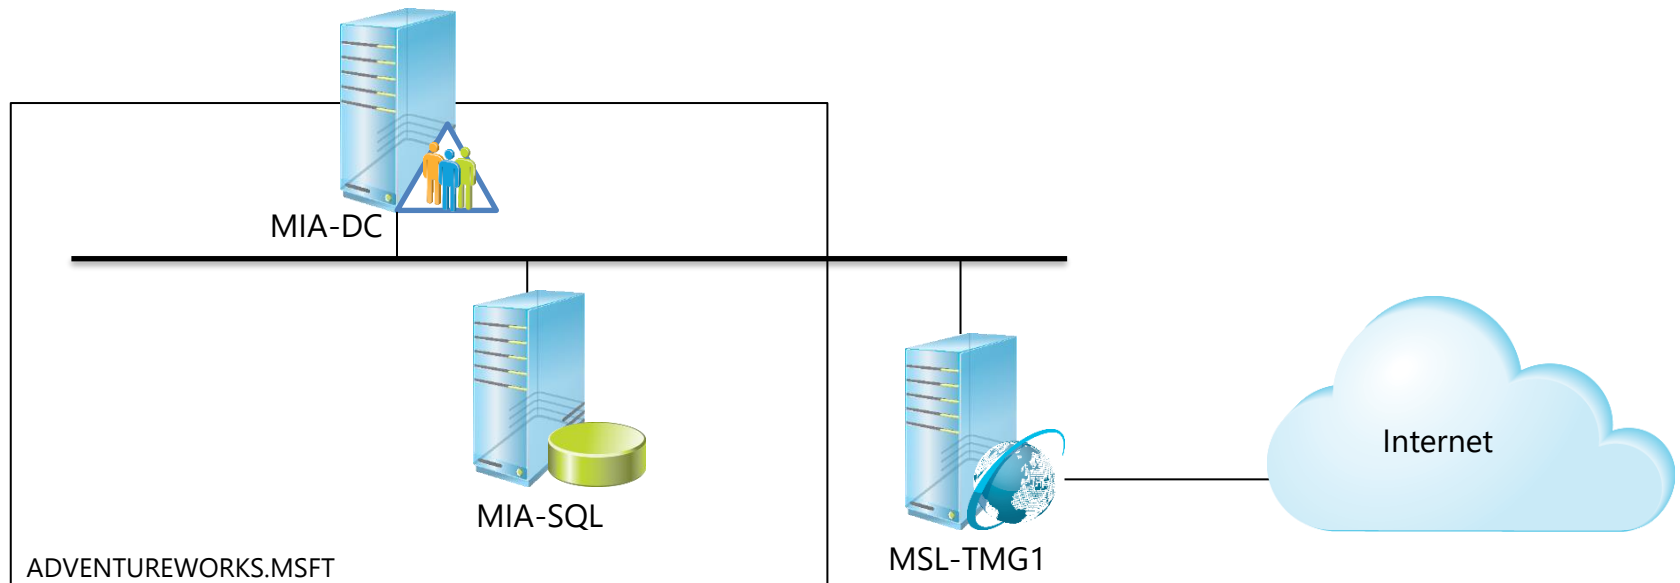 MIA-DC
MIA-SQL
Internet
MSL-TMG1
ADVENTUREWORKS.MSFT